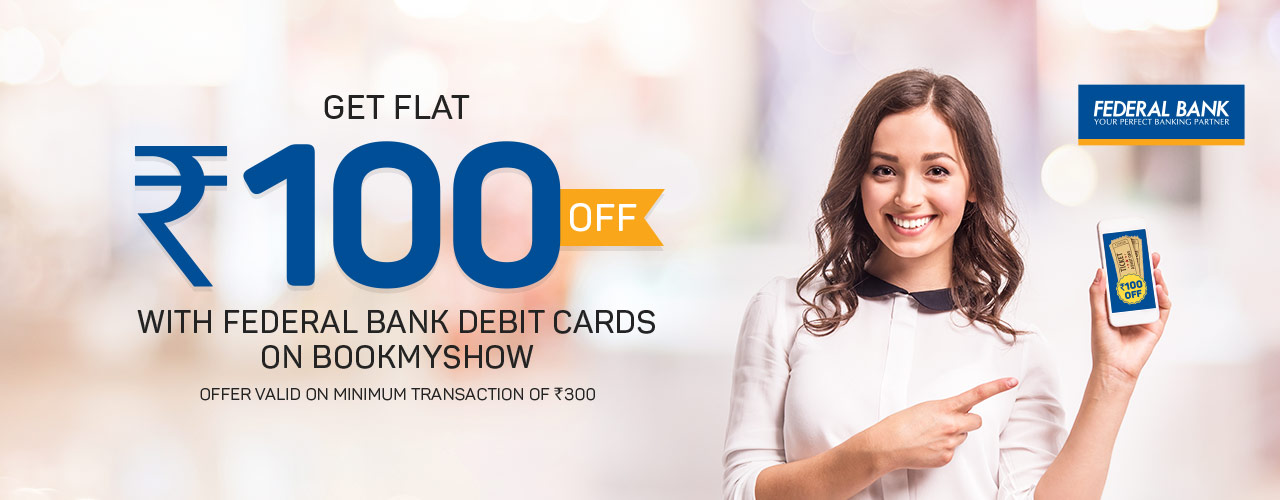 GET FLAT
₹100
OFF
WITH FEDERAL BANK DEBIT CARDS
ON BOOKMYSHOW
OFFER VALID ON MINIMUM TRANSACTION OF ₹300
FEDERAL BANK
YOUR PERFECT BANKING PARTNER
TICKET
₹100
OFF